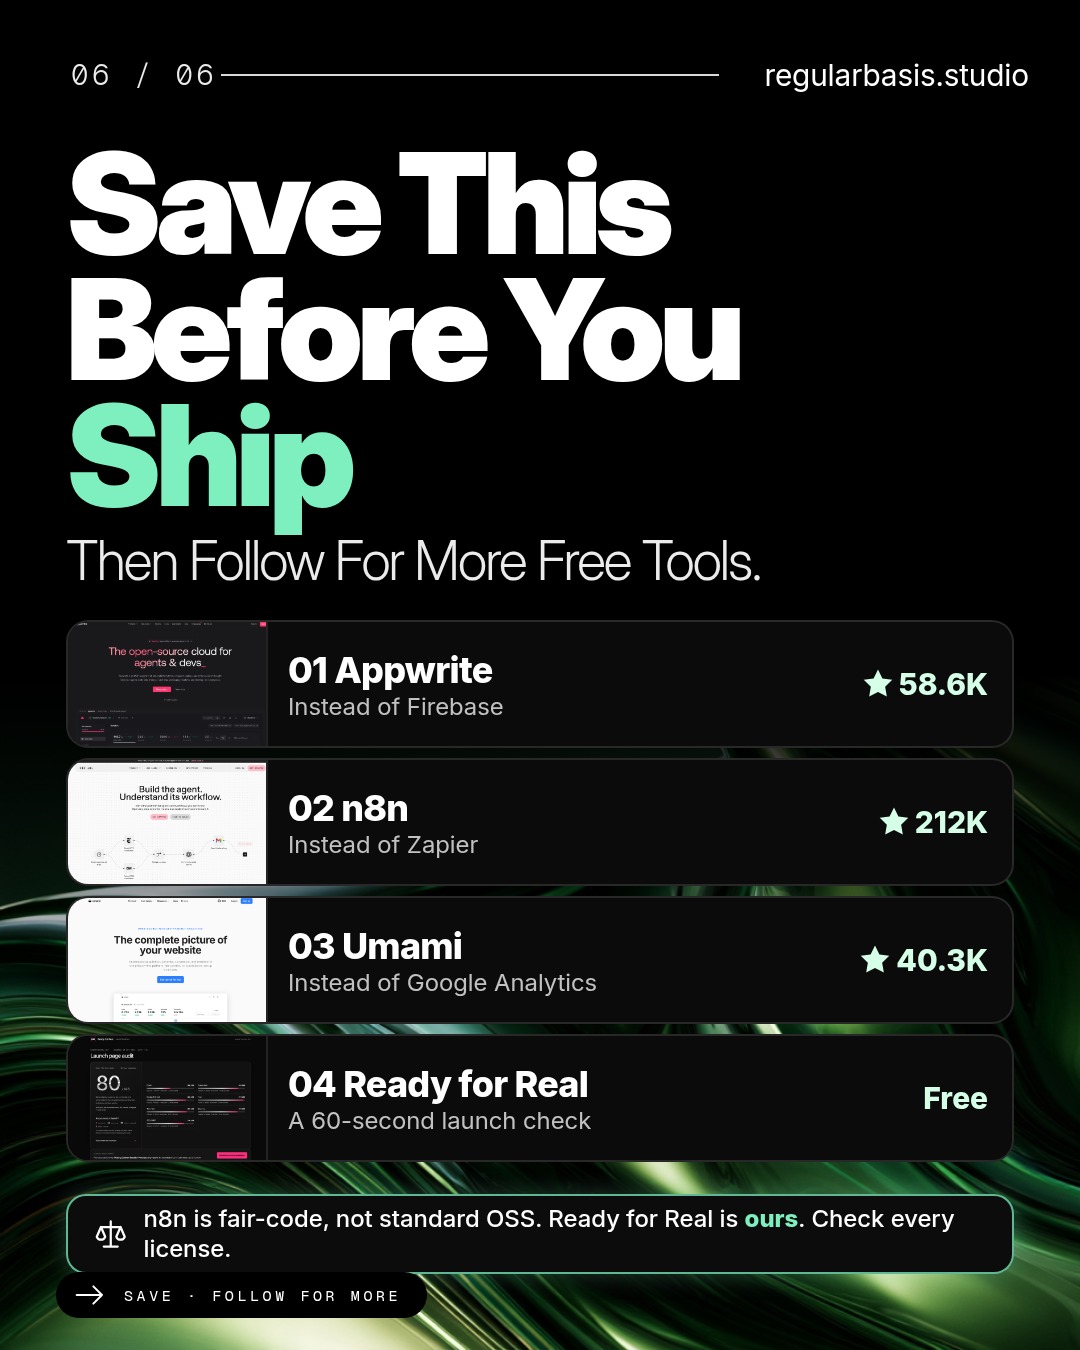 06 / 06
regularbasis.studio
Save This
Before You
Ship
Then Follow For More Free Tools.
The open-source cloud for
agents & devs_
01 Appwrite
Instead of Firebase
58.6K
Build the agent.
Understand its workflow.
02 n8n
Instead of Zapier
212K
The complete picture of
your website
03 Umami
Instead of Google Analytics
40.3K
Launch page audit
80
04 Ready for Real
A 60-second launch check
Free
n8n is fair-code, not standard OSS. Ready for Real is ours. Check every
license.
SAVE · FOLLOW FOR MORE